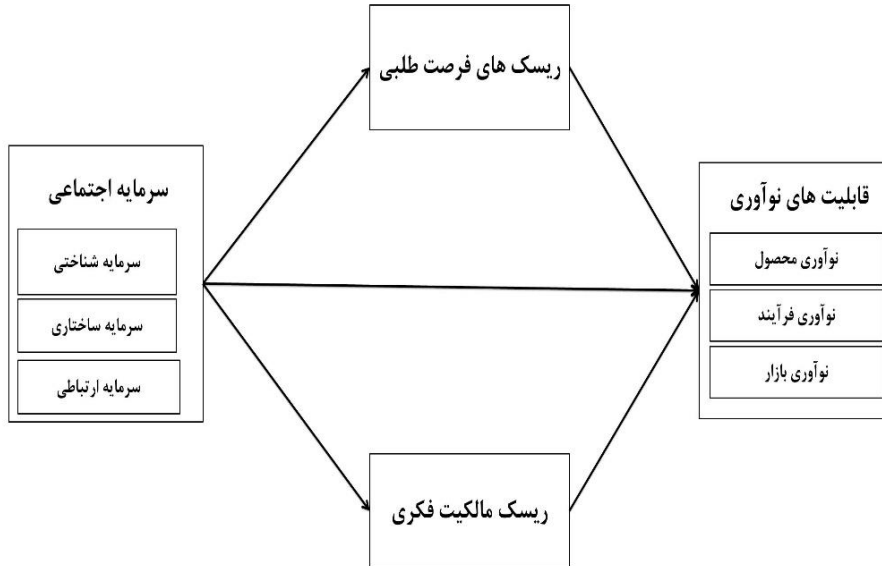 ریسک های فرصت طلبی
سرمایه اجتماعی
سرمایه شناختی
سرمایه ساختاری
سرمایه ارتباطی
قابلیت های نوآوری
نوآوری محصول
نوآوری فرآیند
نوآوری بازار
ریسک مالکیت فکری